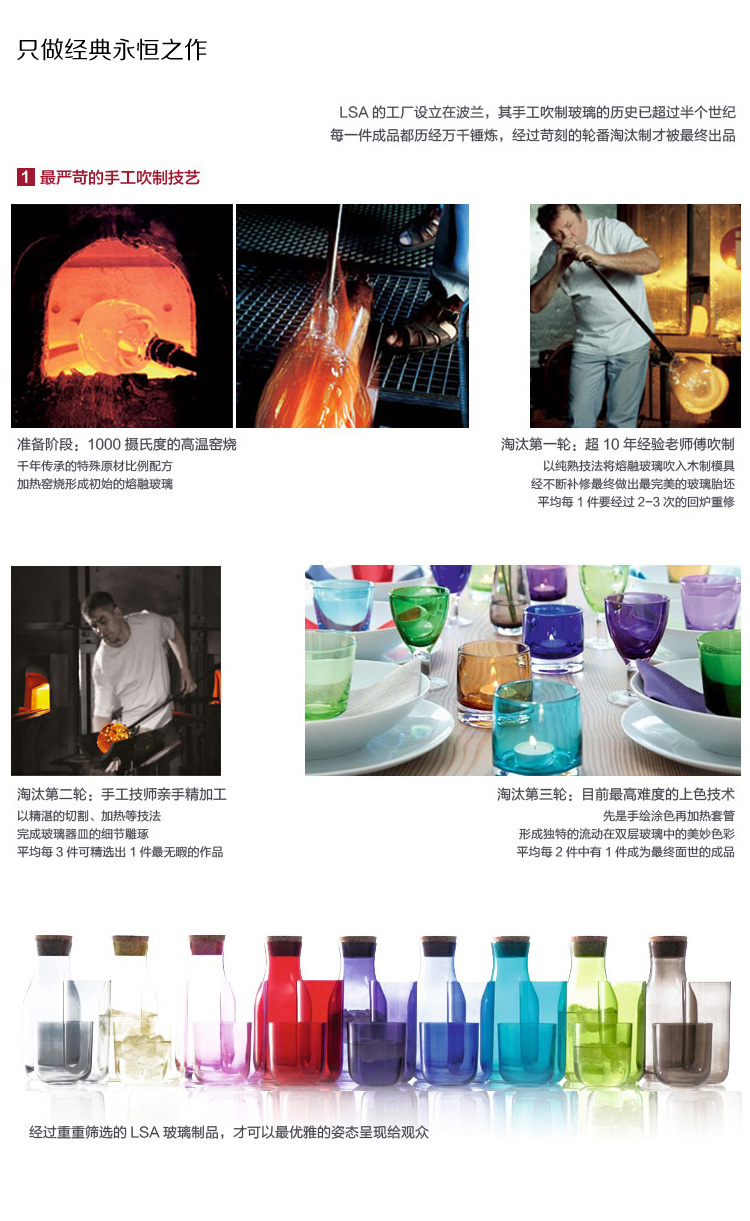 只做经典永恒之作
LSA 的工厂设立在波兰，其手工吹制玻璃的历史已超过半个世纪
每一件成品都历经万千锤炼，经过苛刻的轮番淘汰制才被最终出品
1 最严苛的手工吹制技艺
准备阶段：1000 摄氏度的高温窑烧
千年传承的特殊原材比例配方
加热窑烧形成初始的熔融玻璃
淘汰第一轮：超 10 年经验老师傅吹制
以纯熟技法将熔融玻璃吹入木制模具
经不断补修最终做出最完美的玻璃胎坯
平均每 1 件要经过 2-3 次的回炉重修
淘汰第二轮：手工技师亲手精加工
以精湛的切割、加热等技法
完成玻璃器皿的细节雕琢
平均每 3 件可精选出 1 件最无暇的作品
淘汰第三轮：目前最高难度的上色技术
先是手绘涂色再加热套管
形成独特的流动在双层玻璃中的美妙色彩
平均每 2 件中有 1 件成为最终面世的成品
经过重重筛选的 LSA 玻璃制品，才可以最优雅的姿态呈现给观众